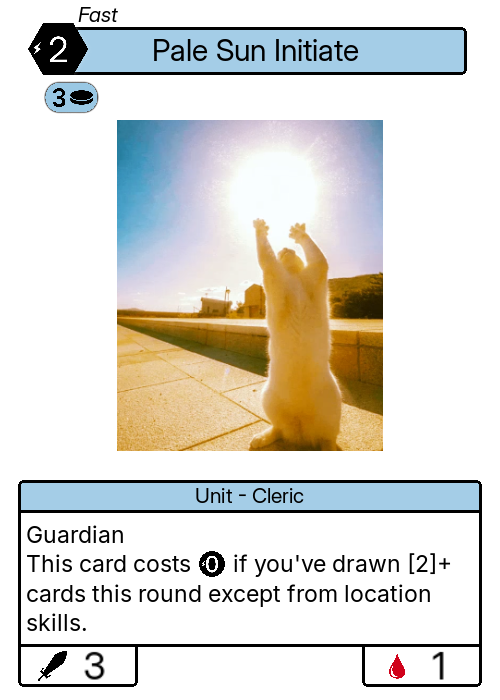 Fast
2
Pale Sun Initiate
3
Unit - Cleric
Guardian
This card costs 0 if you've drawn [2]+
cards this round except from location
skills.
3
1